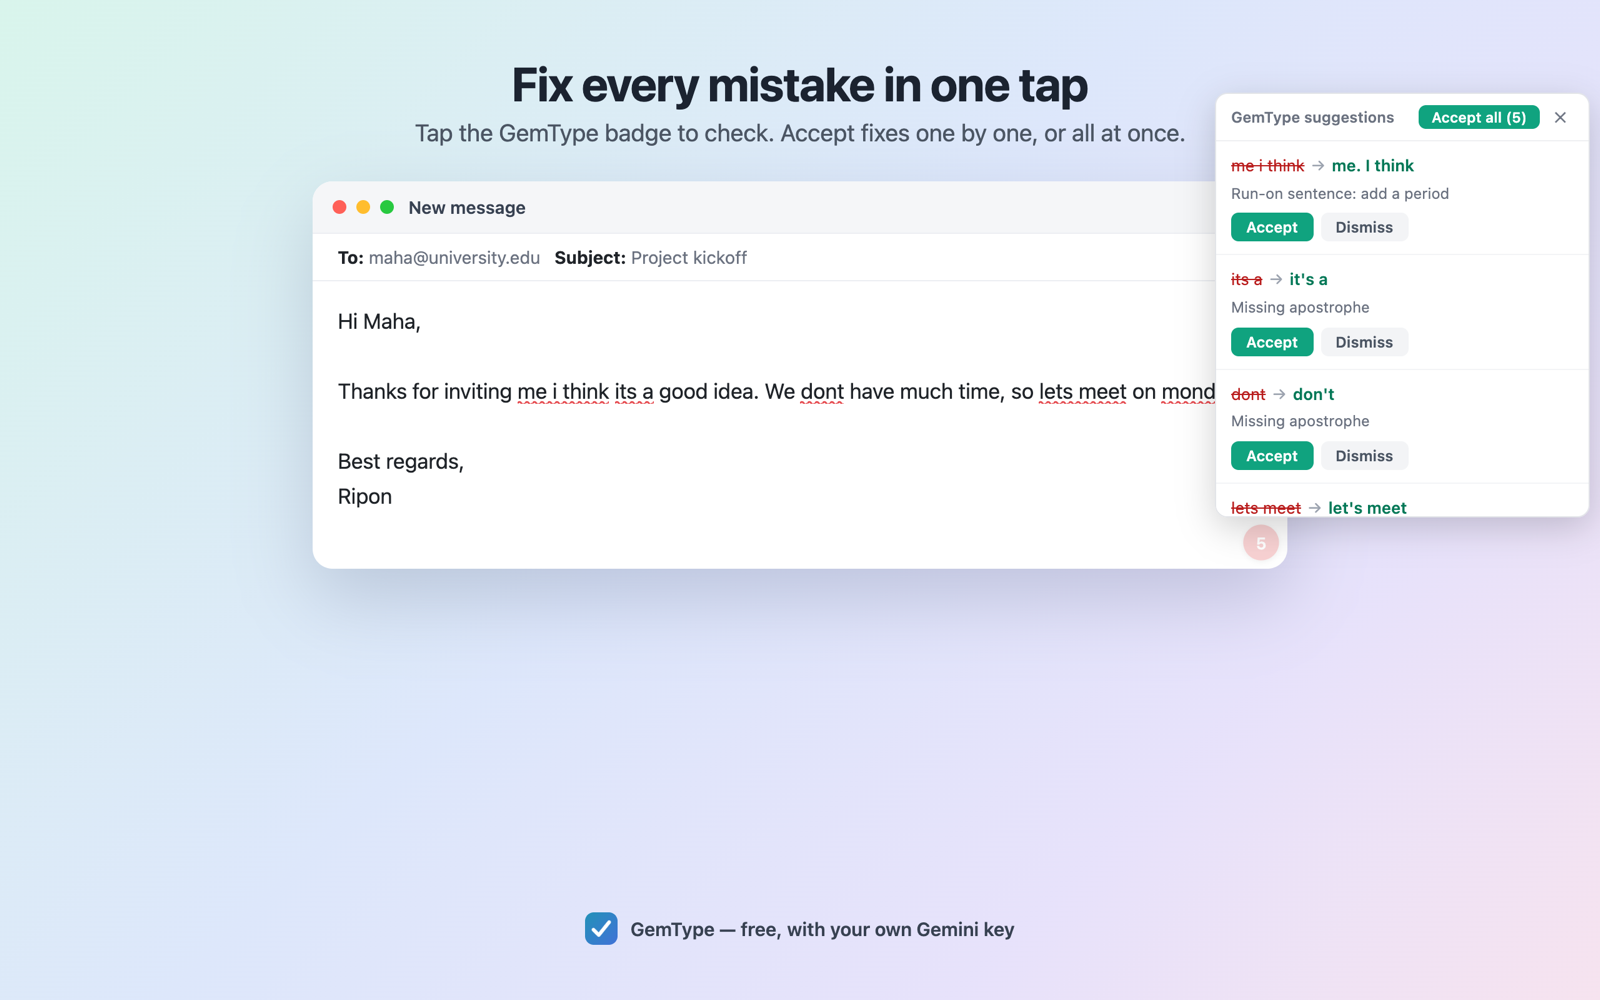 Fix every mistake in one tap
Tap the GemType badge to check. Accept fixes one by one, or all at once.
New message
To: maha@university.edu Subject: Project kickoff
Hi Maha,
Thanks for inviting me i think its a good idea. We dont have much time, so lets meet on mond
Best regards,
Ripon
5
GemType suggestions Accept all (5)
me i think → me. I think
Run-on sentence: add a period
Accept Dismiss
its a → it's a
Missing apostrophe
Accept Dismiss
dont → don't
Missing apostrophe
Accept Dismiss
lets meet → let's meet
GemType — free, with your own Gemini key